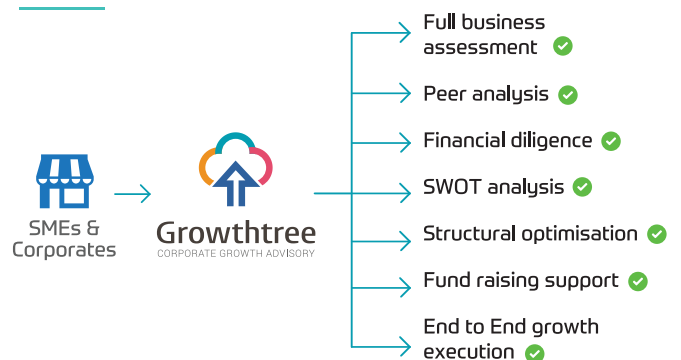 Full business
assessment
Peer analysis
Financial diligence
SWOT analysis
Structural optimisation
Fund raising support
End to End growth
execution
SMEs &
Corporates
Growthtree
CORPORATE GROWTH ADVISORY